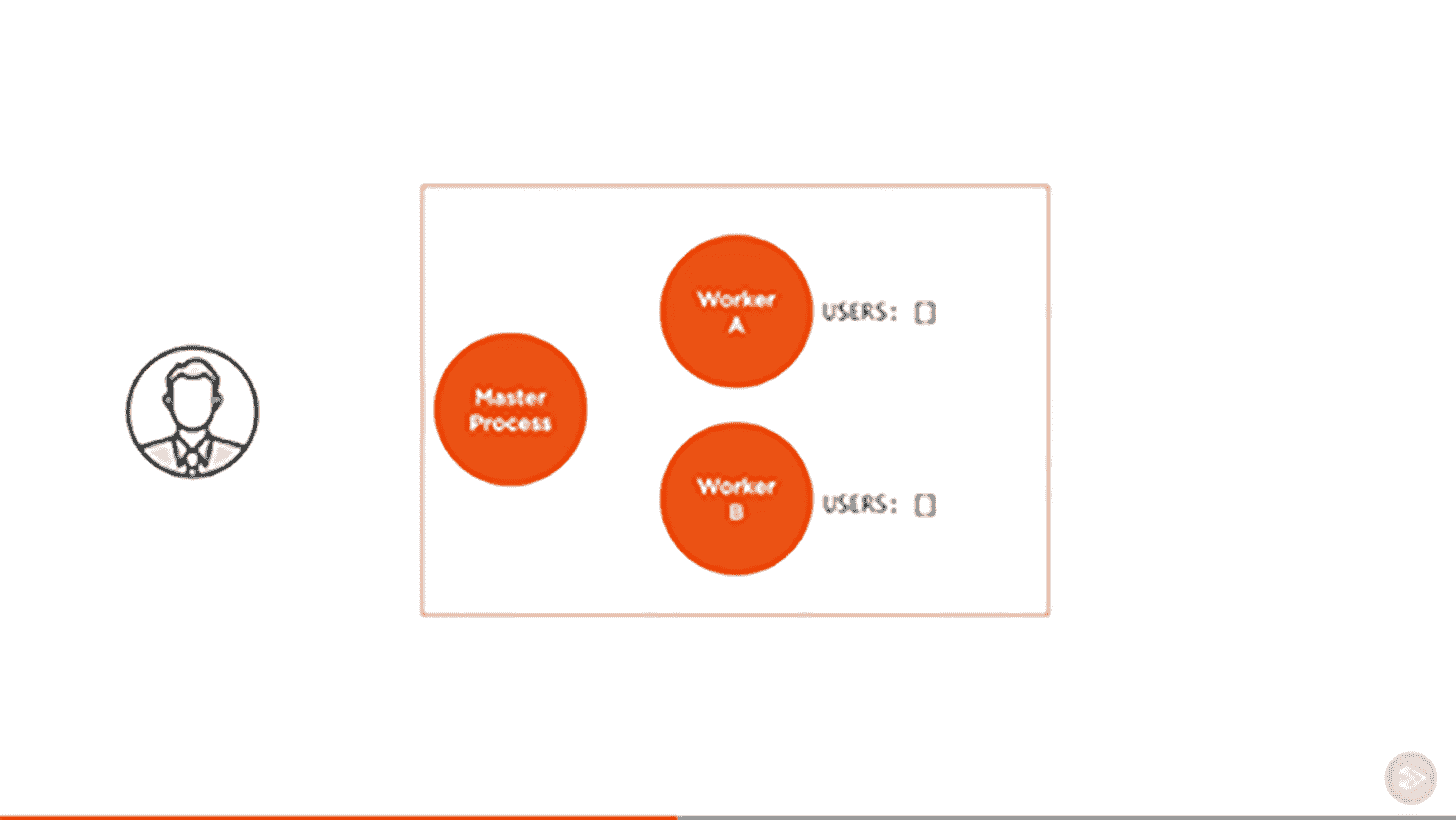 Master
Process
Worker
A
USERS: []
Worker
B
USERS: []